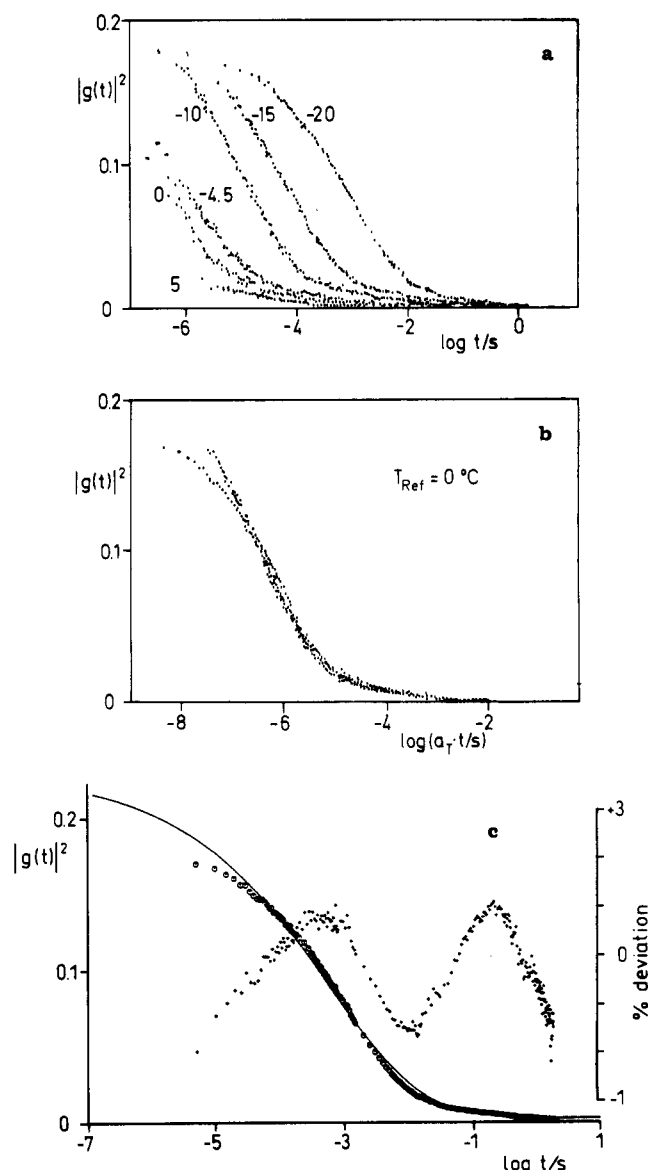 a
0.2
|g(t)|²
-10
-15
-20
0.1
0
-4.5
5
0
-6
-4
-2
0
log t/s
b
0.2
|g(t)|²
T_Ref = 0 °C
0.1
0
-8
-6
-4
-2
log(a_T·t/s)
c
+3
0.2
|g(t)|²
0.1
0
% deviation
-1
0
-7
-5
-3
-1
1
log t/s